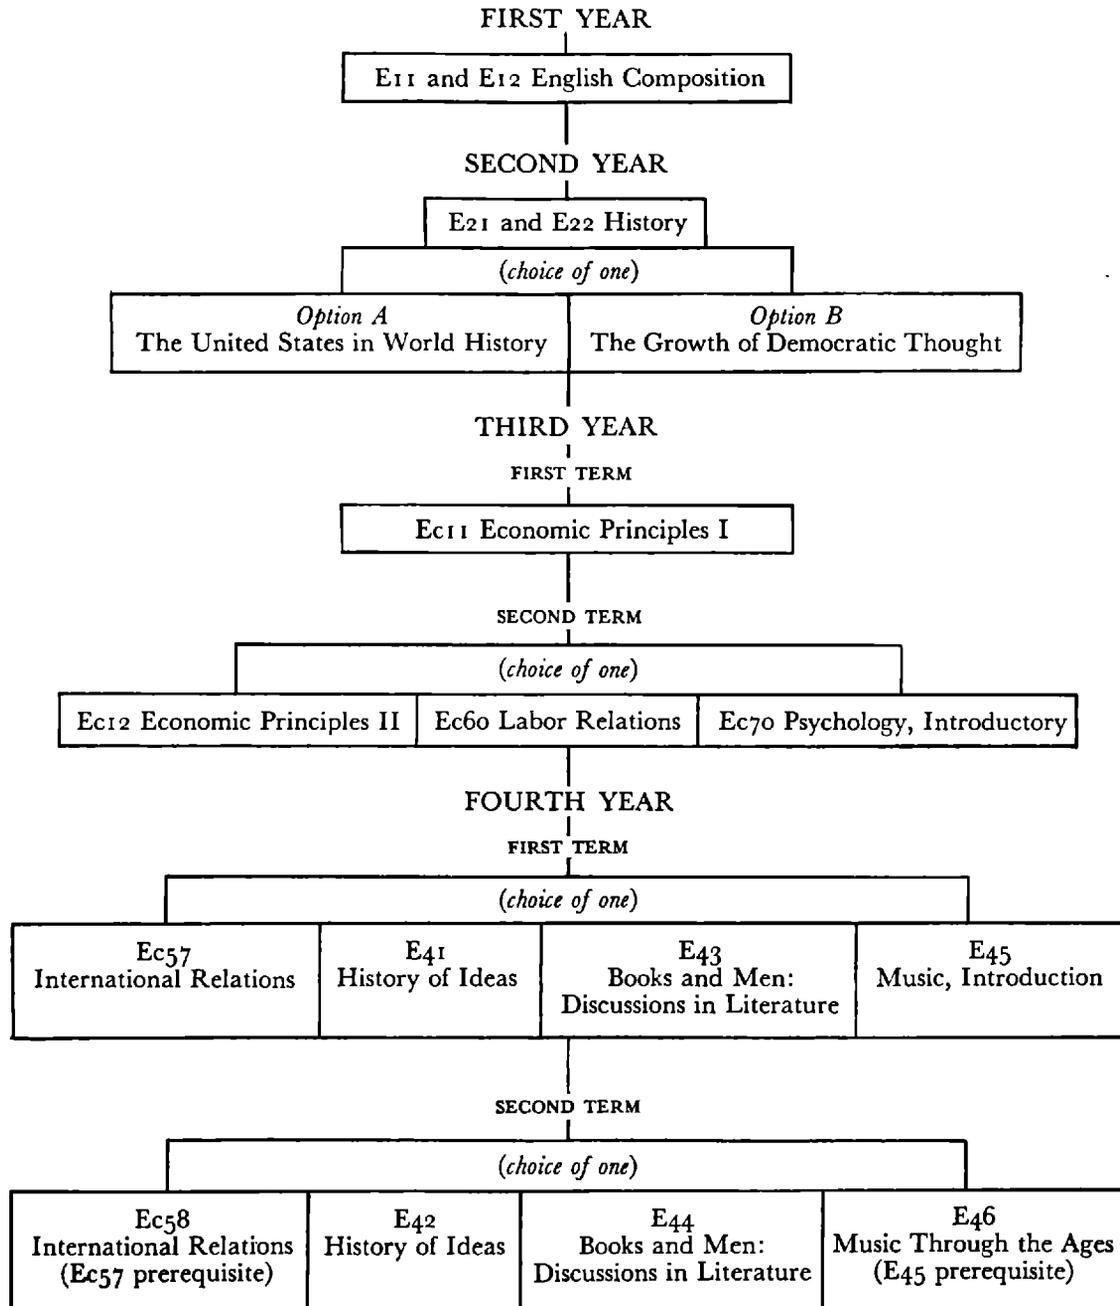 FIRST YEAR
E11 and E12 English Composition
SECOND YEAR
E21 and E22 History
(choice of one)
Option A
The United States in World History
Option B
The Growth of Democratic Thought
THIRD YEAR
FIRST TERM
Ec11 Economic Principles I
SECOND TERM
(choice of one)
Ec12 Economic Principles II
Ec60 Labor Relations
Ec70 Psychology, Introductory
FOURTH YEAR
FIRST TERM
(choice of one)
Ec57
International Relations
E41
History of Ideas
E43
Books and Men:
Discussions in Literature
E45
Music, Introduction
SECOND TERM
(choice of one)
Ec58
International Relations
(Ec57 prerequisite)
E42
History of Ideas
E44
Books and Men:
Discussions in Literature
E46
Music Through the Ages
(E45 prerequisite)